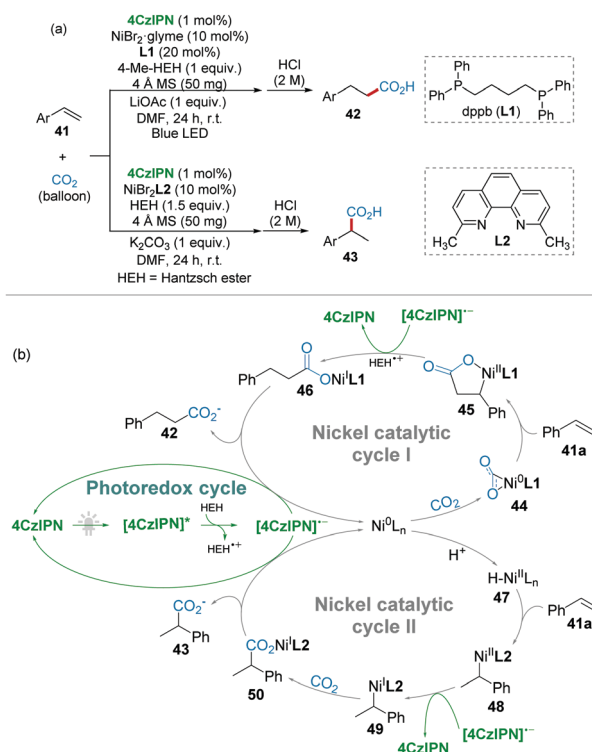 (a)
4CzIPN (1 mol%)
NiBr2·glyme (10 mol%)
L1 (20 mol%)
4-Me-HEH (1 equiv.)
4 Å MS (50 mg)
LiOAc (1 equiv.)
DMF, 24 h, r.t.
Blue LED
HCl
(2 M)
Ar
CO2H
42
Ph
P
Ph
Ph
P
Ph
dppb (L1)
Ar
41
+
CO2
(balloon)
4CzIPN (1 mol%)
NiBr2L2 (10 mol%)
HEH (1.5 equiv.)
4 Å MS (50 mg)
K2CO3 (1 equiv.)
DMF, 24 h, r.t.
HEH = Hantzsch ester
HCl
(2 M)
CO2H
Ar
43
N N
CH3 L2 CH3
(b)
4CzIPN [4CzIPN]•−
HEH•+
Ph
O
ONiIL1
46
O
O
NiIIL1
Ph
45
Ph CO2-
42
Nickel catalytic
cycle I
Ph
41a
O
O
Ni0L1
44
CO2
Photoredox cycle
4CzIPN
[4CzIPN]*
HEH
HEH•+
[4CzIPN]•−
Ni0Ln
H+
H-NiIILn
47
Nickel catalytic
cycle II
Ph
41a
CO2-
Ph
43
CO2NiIL2
Ph
50
CO2
NiIL2
Ph
49
NiIIL2
Ph
48
4CzIPN
[4CzIPN]•−